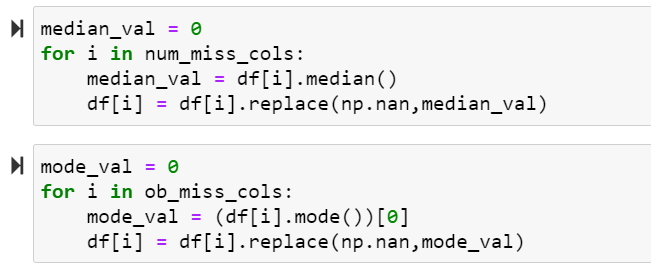 median_val = 0
for i in num_miss_cols:
    median_val = df[i].median()
    df[i] = df[i].replace(np.nan,median_val)
mode_val = 0
for i in ob_miss_cols:
    mode_val = (df[i].mode())[0]
    df[i] = df[i].replace(np.nan,mode_val)